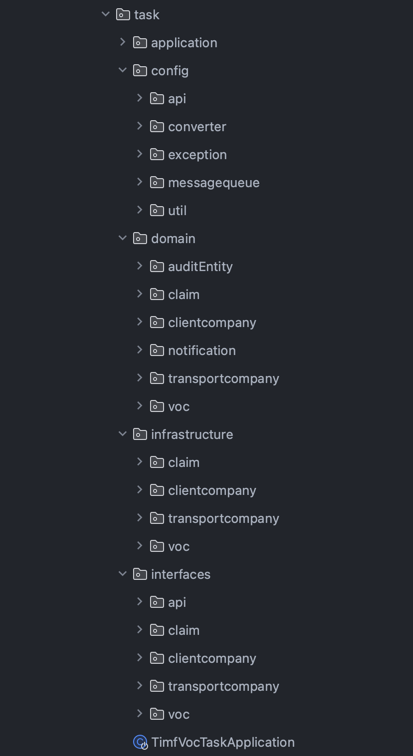 task
application
config
api
converter
exception
messagequeue
util
domain
auditEntity
claim
clientcompany
notification
transportcompany
voc
infrastructure
claim
clientcompany
transportcompany
voc
interfaces
api
claim
clientcompany
transportcompany
voc
TimfVocTaskApplication